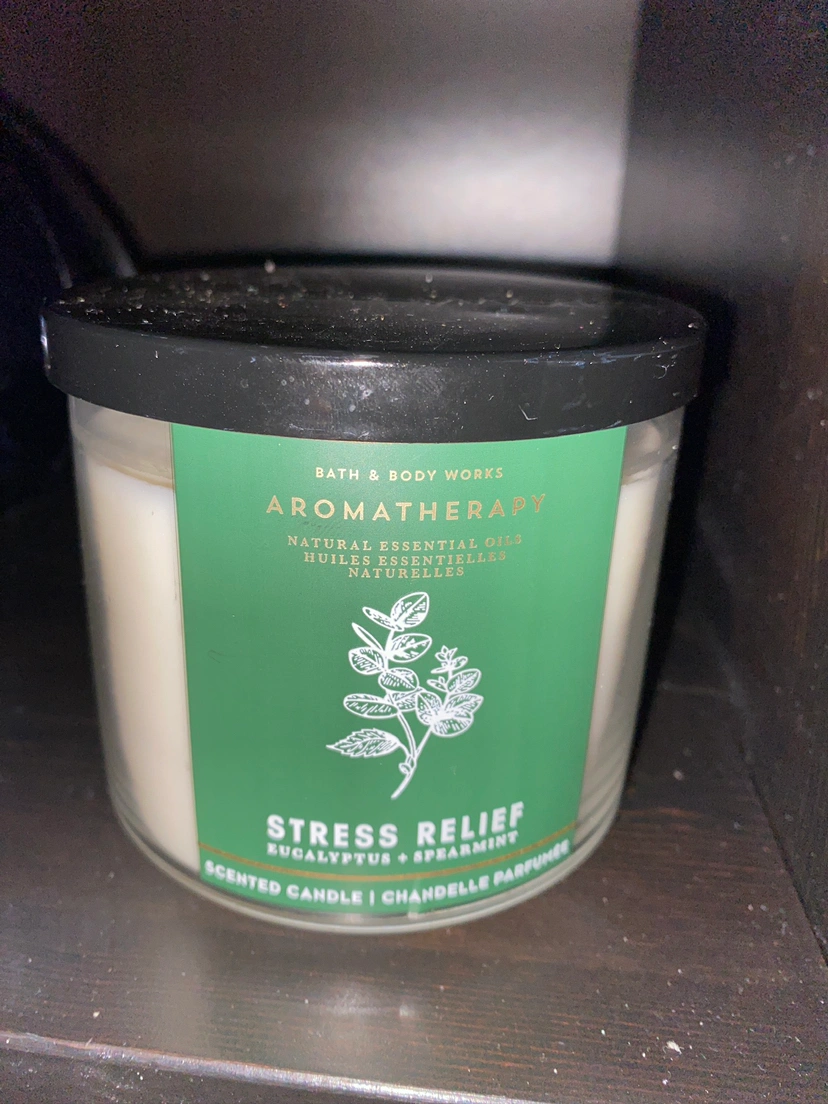 BATH & BODY WORKS
AROMATHERAPY
NATURAL ESSENTIAL OILS
HUILES ESSENTIELLES
NATURELLES
STRESS RELIEF
EUCALYPTUS + SPEARMINT
SCENTED CANDLE | CHANDELLE PARFUMÉE